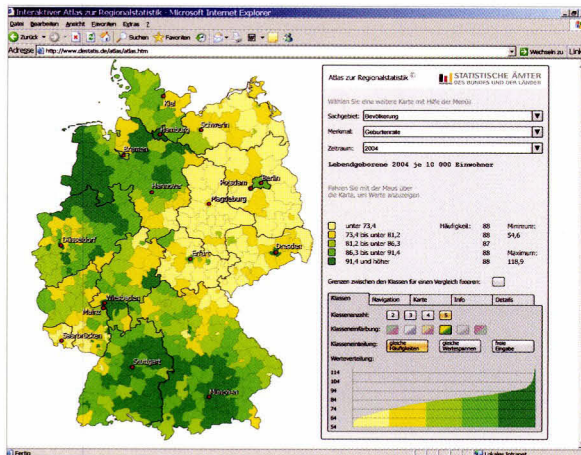 Interaktiver Atlas zur Regionalstatistik - Microsoft Internet Explorer
Datei Bearbeiten Ansicht Favoriten Extras ?
Zurück Suchen Favoriten
Adresse http://www.destatis.de/atlas/atlas.htm Wechseln zu Link
Kiel
Schwerin
Hamburg
Bremen
Hannover
Potsdam
Berlin
Magdeburg
Düsseldorf
Erfurt
Dresden
Wiesbaden
Mainz
Saarbrücken
Stuttgart
München
Atlas zur Regionalstatistik ©
STATISTISCHE ÄMTER
DES BUNDES UND DER LÄNDER
Wählen Sie eine weitere Karte mit Hilfe der Menüs
Sachgebiet: Bevölkerung
Merkmal: Geburtenrate
Zeitraum: 2004
Lebendgeborene 2004 je 10 000 Einwohner
Fahren Sie mit der Maus über
die Karte, um Werte anzuzeigen
unter 73,4 Häufigkeit: 88 Minimum:
73,4 bis unter 81,2 88 54,6
81,2 bis unter 86,3 87
86,3 bis unter 91,4 88 Maximum:
91,4 und höher 88 118,9
Grenzen zwischen den Klassen für einen Vergleich fixieren:
Klassen Navigation Karte Info Details
Klassenanzahl: 2 3 4 5
Klassenfärbung:
Klasseneinteilung: gleiche Häufigkeiten gleiche Wertespannen freie Eingabe
Werteverteilung:
114
104
94
84
74
64
54
Fertig Lokales Intranet